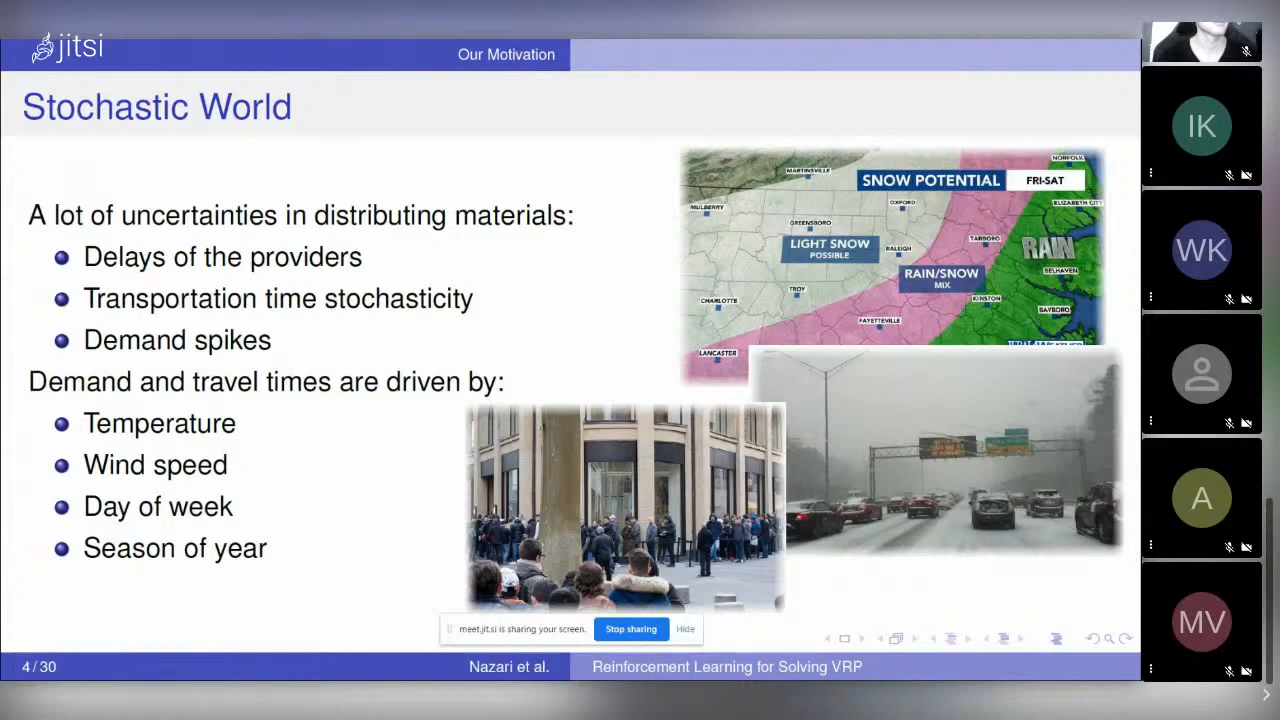 jitsi
Our Motivation
Stochastic World
A lot of uncertainties in distributing materials:
Delays of the providers
Transportation time stochasticity
Demand spikes
Demand and travel times are driven by:
Temperature
Wind speed
Day of week
Season of year
SNOW POTENTIAL FRI-SAT
NORFOLK
MARTINSVILLE
MULBERRY
OXFORD
ELIZABETH CITY
GREENSBORO
LIGHT SNOW
POSSIBLE
RALEIGH
TARBORO
RAIN
RAIN/SNOW
MIX
BELHAVEN
TROY
CHARLOTTE
KINSTON
BAYBORO
FAYETTEVILLE
LANCASTER
meet.jit.si is sharing your screen. Stop sharing Hide
4 / 30 Nazari et al. Reinforcement Learning for Solving VRP
IK
WK
A
MV